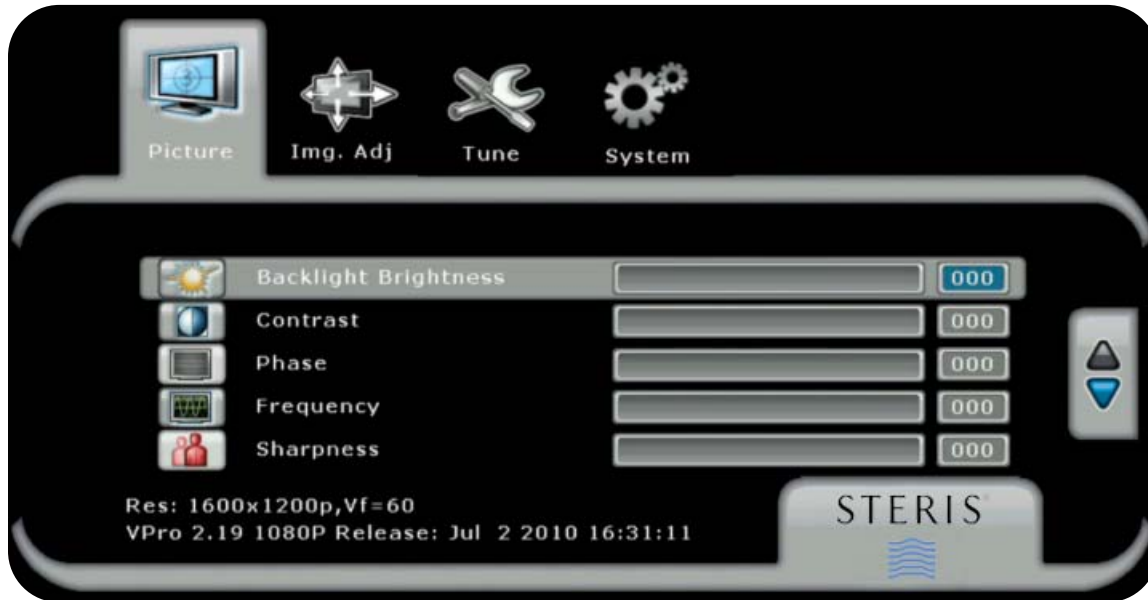 Picture
Img. Adj
Tune
System
Backlight Brightness 000
Contrast 000
Phase 000
Frequency 000
Sharpness 000
Res: 1600x1200p,Vf=60
VPro 2.19 1080P Release: Jul 2 2010 16:31:11
STERIS